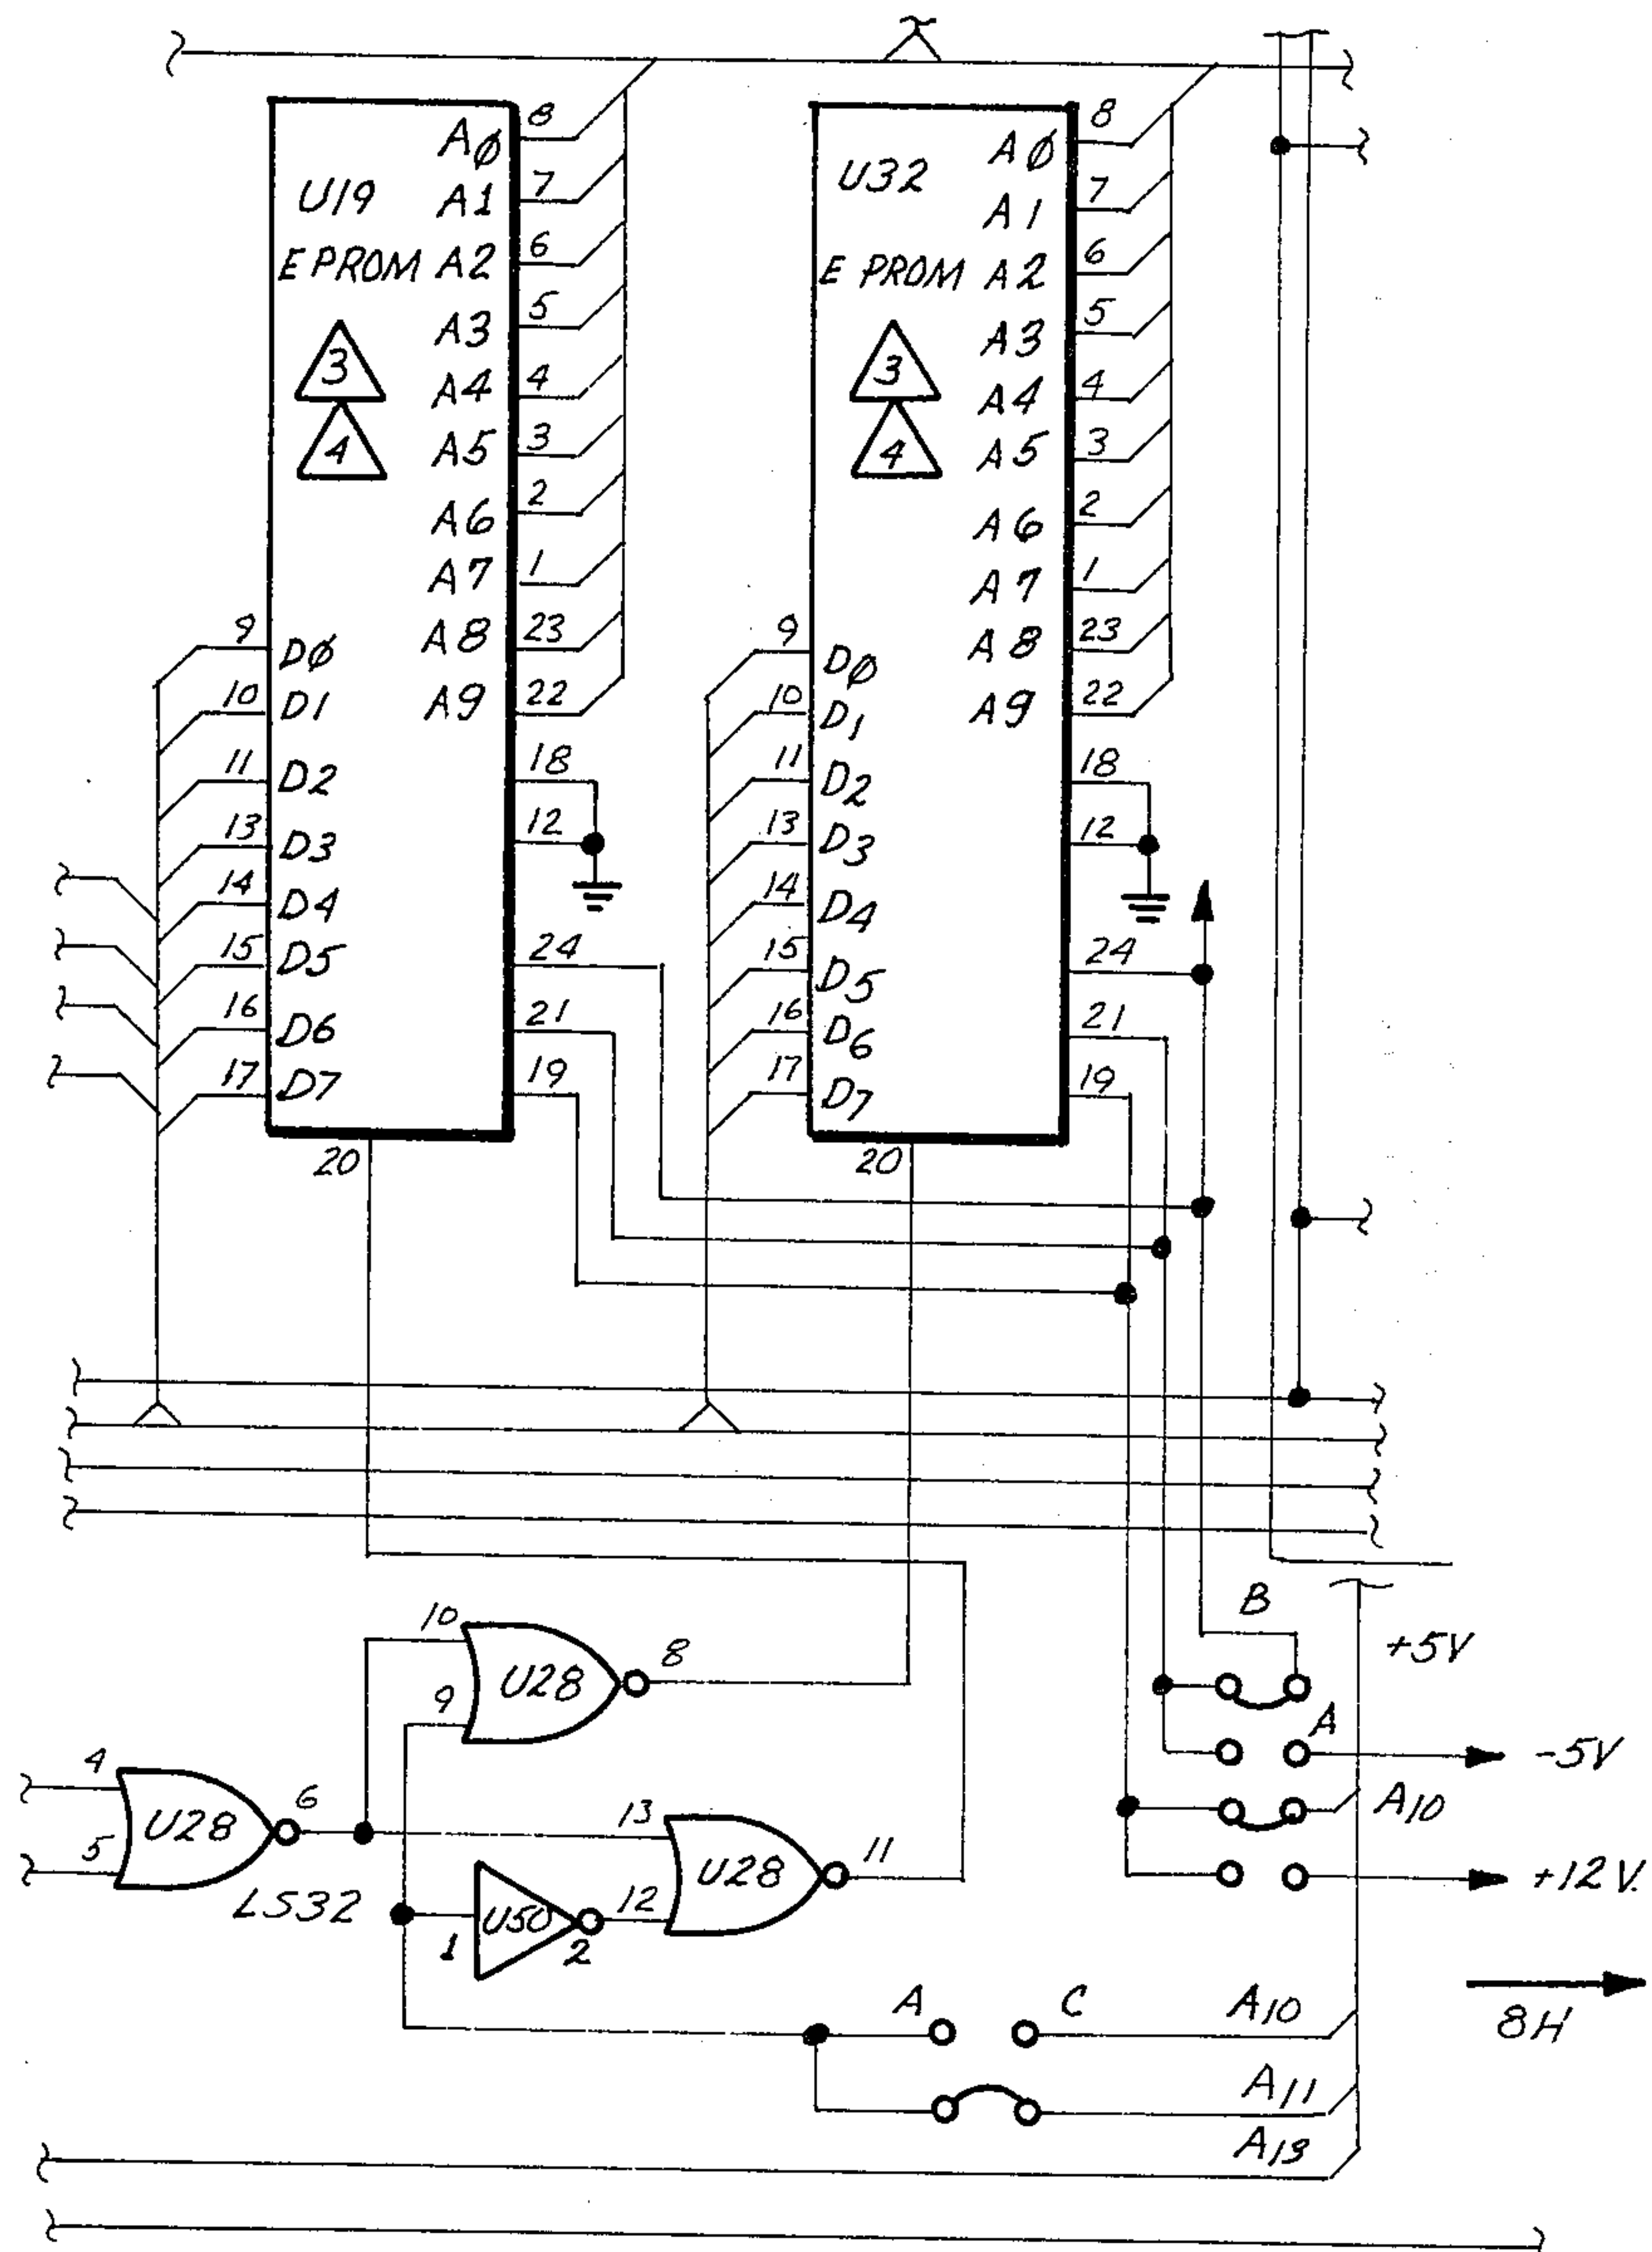 U19
EPROM
3
4
AØ 8
A1 7
A2 6
A3 5
A4 4
A5 3
A6 2
A7 1
A8 23
A9 22
18
12
24
21
19
9 DØ
10 D1
11 D2
13 D3
14 D4
15 D5
16 D6
17 D7
20
U32
EPROM
3
4
AØ 8
A1 7
A2 6
A3 5
A4 4
A5 3
A6 2
A7 1
A8 23
A9 22
18
12
24
21
19
9 DØ
10 D1
11 D2
13 D3
14 D4
15 D5
16 D6
17 D7
20
B
+5V
A
-5V
A10
+12V.
8H
10
9
U28
8
4
5
U28
6
LS32
13
12
U28
11
1
U50
2
A C A10
A11
A13